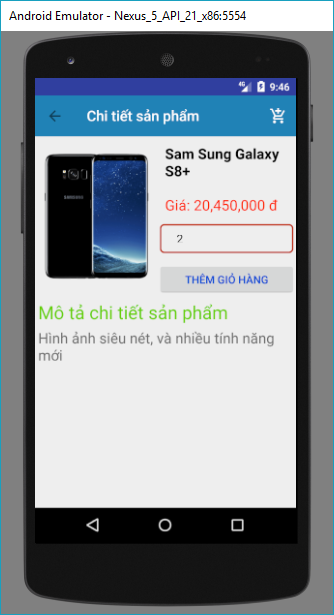 Android Emulator - Nexus_5_API_21_x86:5554
4G 9:46
Chi tiết sản phẩm
Sam Sung Galaxy
S8+
SAMSUNG
Giá: 20,450,000 đ
2
THÊM GIỎ HÀNG
Mô tả chi tiết sản phẩm
Hình ảnh siêu nét, và nhiều tính năng
mới